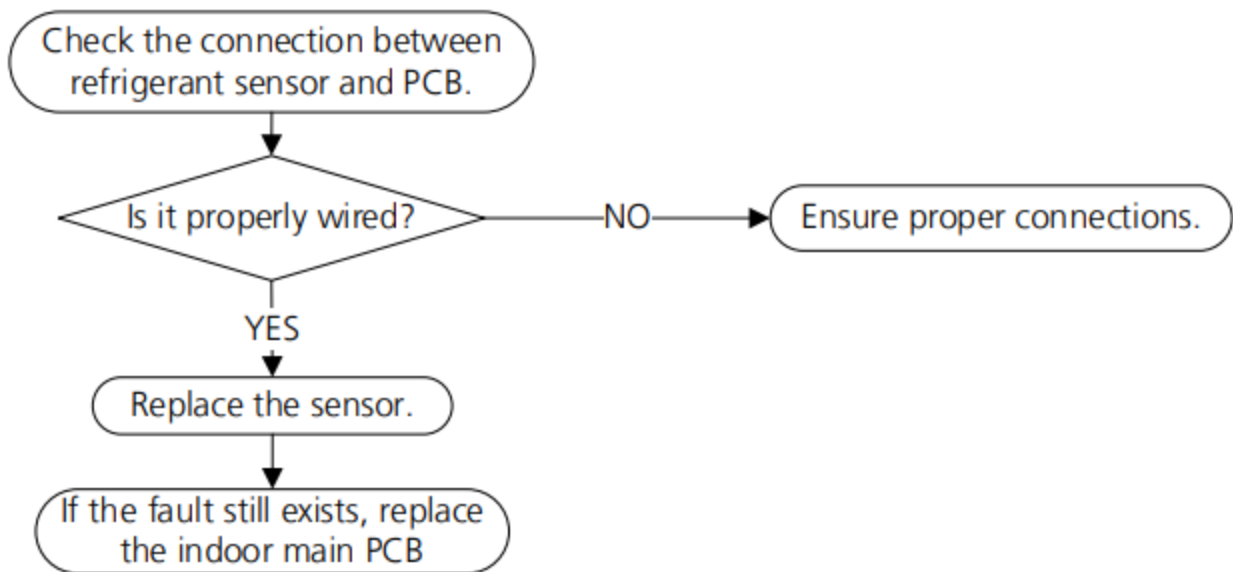 Check the connection between
refrigerant sensor and PCB.
Is it properly wired?
NO
Ensure proper connections.
YES
Replace the sensor.
If the fault still exists, replace
the indoor main PCB